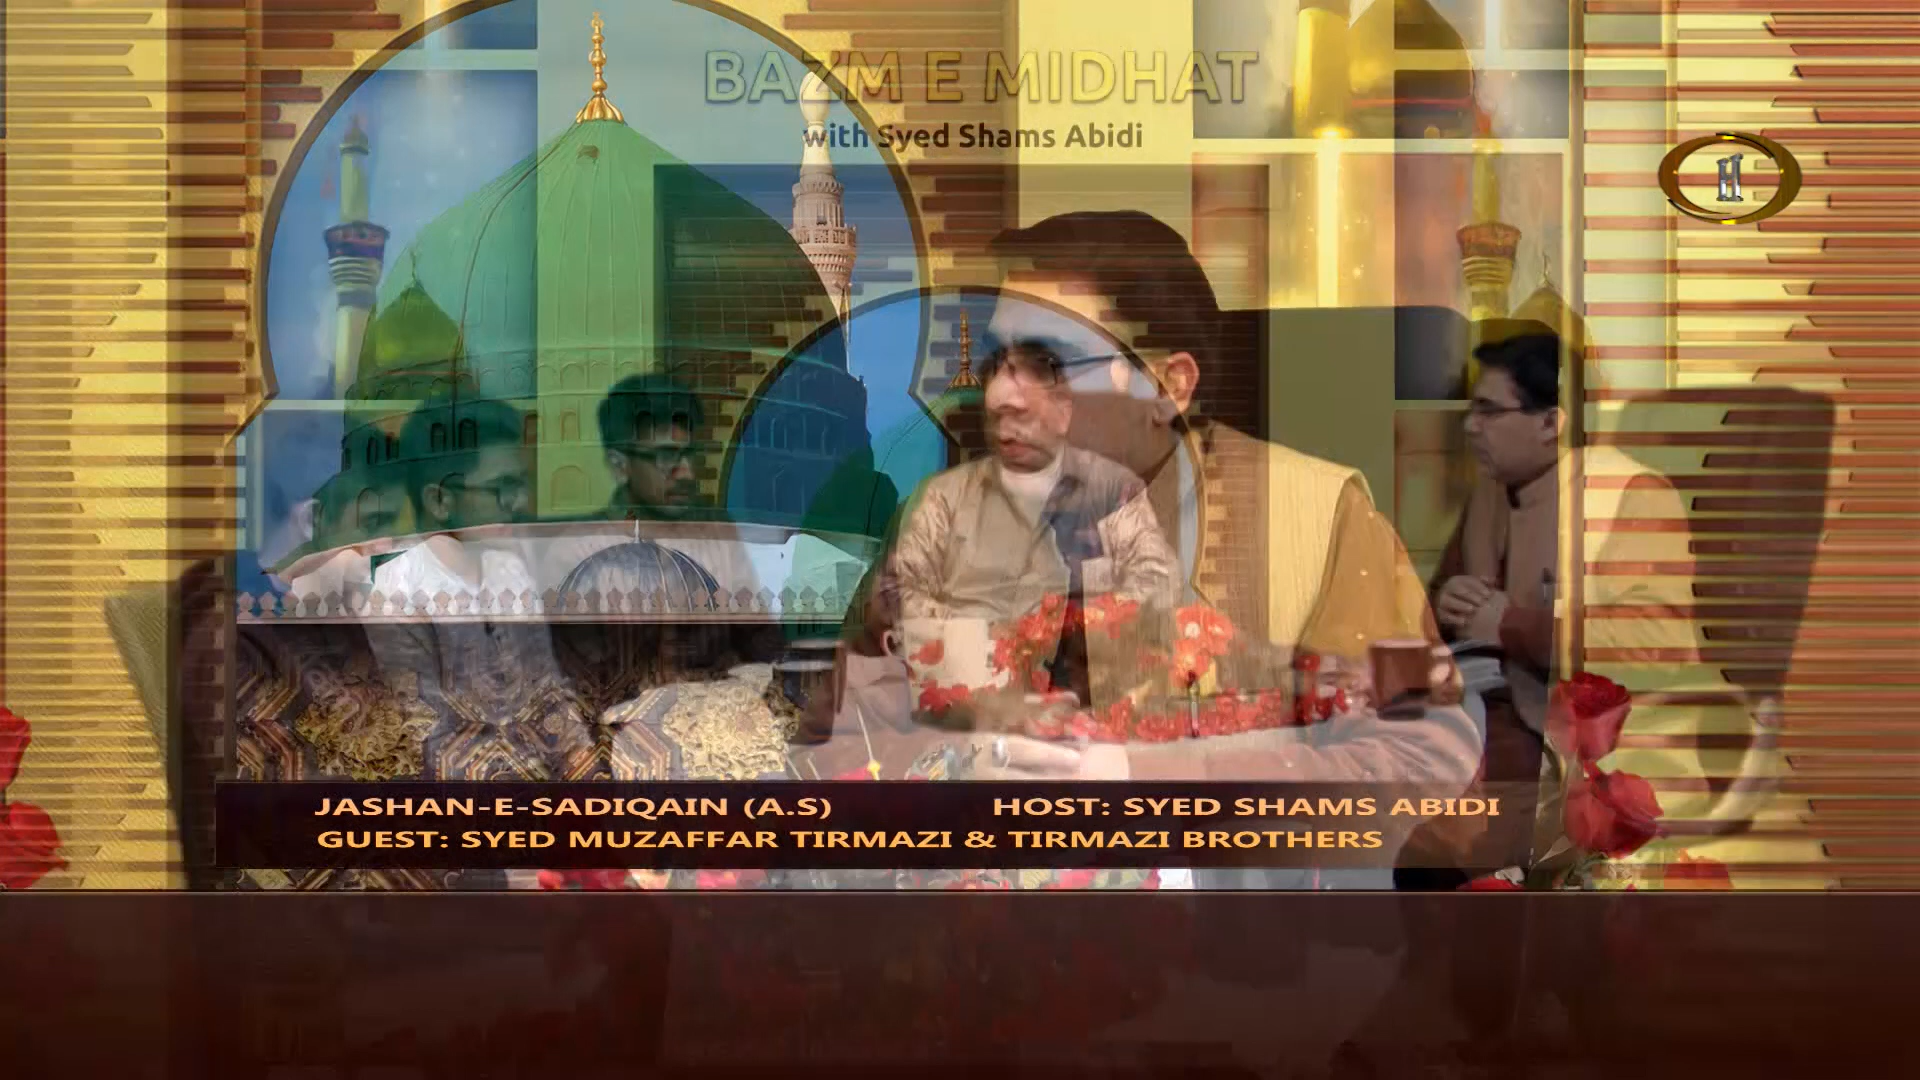 BAZM E MIDHAT
with Syed Shams Abidi
H
JASHAN-E-SADIQAIN (A.S) HOST: SYED SHAMS ABIDI
GUEST: SYED MUZAFFAR TIRMAZI & TIRMAZI BROTHERS